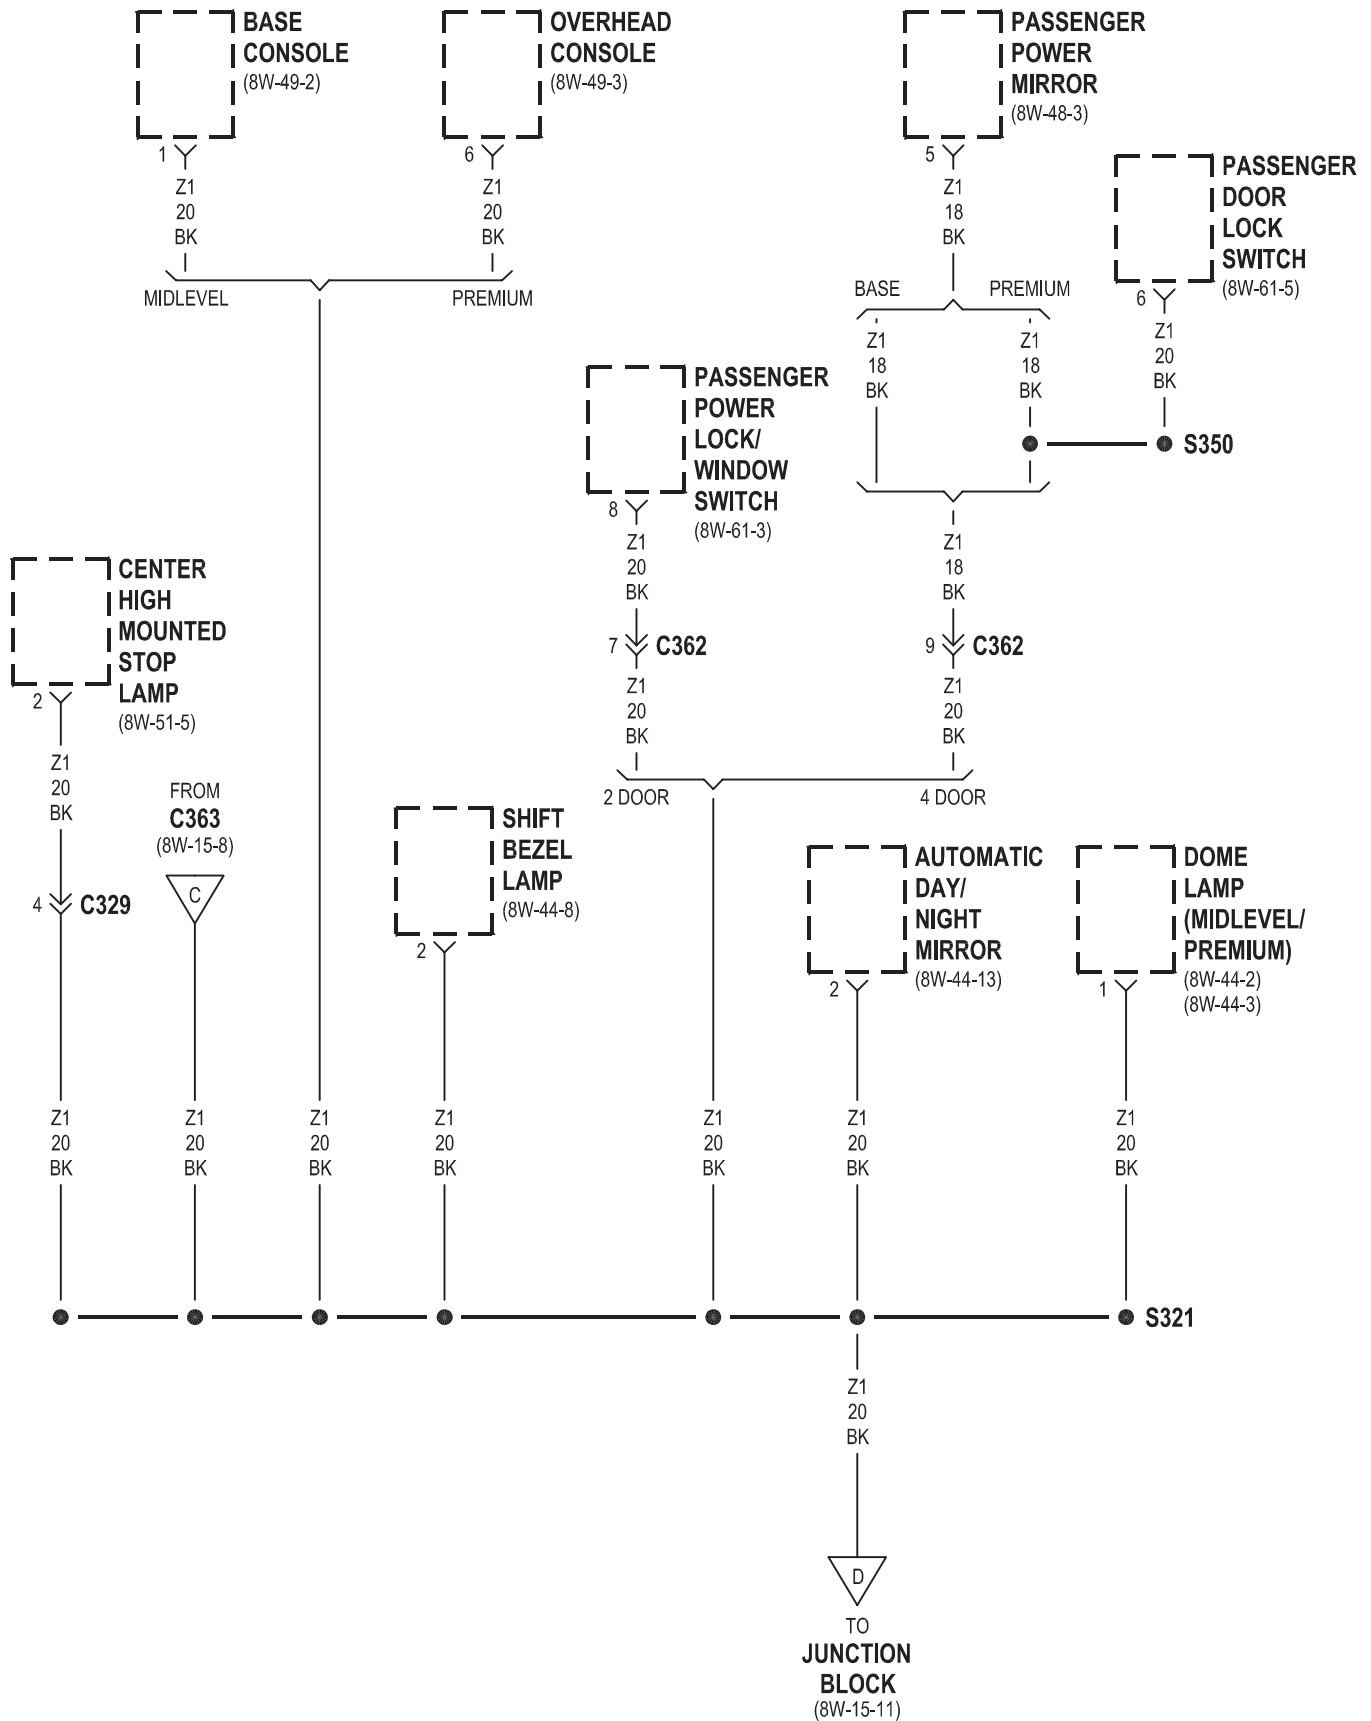 BASE
CONSOLE
(8W-49-2)
OVERHEAD
CONSOLE
(8W-49-3)
PASSENGER
POWER
MIRROR
(8W-48-3)
1
6
5
PASSENGER
DOOR
LOCK
SWITCH
(8W-61-5)
Z1
20
BK
Z1
20
BK
Z1
18
BK
MIDLEVEL
PREMIUM
BASE
PREMIUM
6
Z1
18
BK
Z1
18
BK
Z1
20
BK
PASSENGER
POWER
LOCK/
WINDOW
SWITCH
(8W-61-3)
S350
8
Z1
20
BK
Z1
18
BK
CENTER
HIGH
MOUNTED
STOP
LAMP
(8W-51-5)
7
C362
9
C362
2
Z1
20
BK
Z1
20
BK
Z1
20
BK
2 DOOR
4 DOOR
FROM
C363
(8W-15-8)
C
SHIFT
BEZEL
LAMP
(8W-44-8)
AUTOMATIC
DAY/
NIGHT
MIRROR
(8W-44-13)
DOME
LAMP
(MIDLEVEL/
PREMIUM)
(8W-44-2)
(8W-44-3)
4
C329
2
2
1
Z1
20
BK
Z1
20
BK
Z1
20
BK
Z1
20
BK
Z1
20
BK
Z1
20
BK
Z1
20
BK
S321
Z1
20
BK
D
TO
JUNCTION
BLOCK
(8W-15-11)